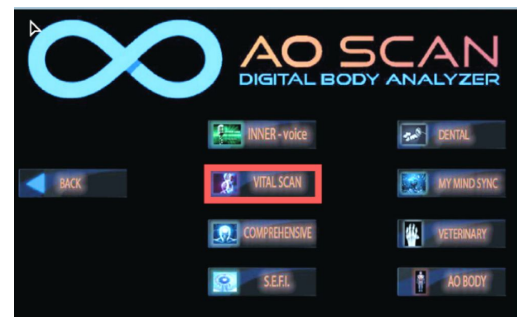 AO SCAN
DIGITAL BODY ANALYZER
INNER - voice
DENTAL
BACK
VITAL SCAN
MY MIND SYNC
COMPREHENSIVE
VETERINARY
S.E.F.I.
AO BODY